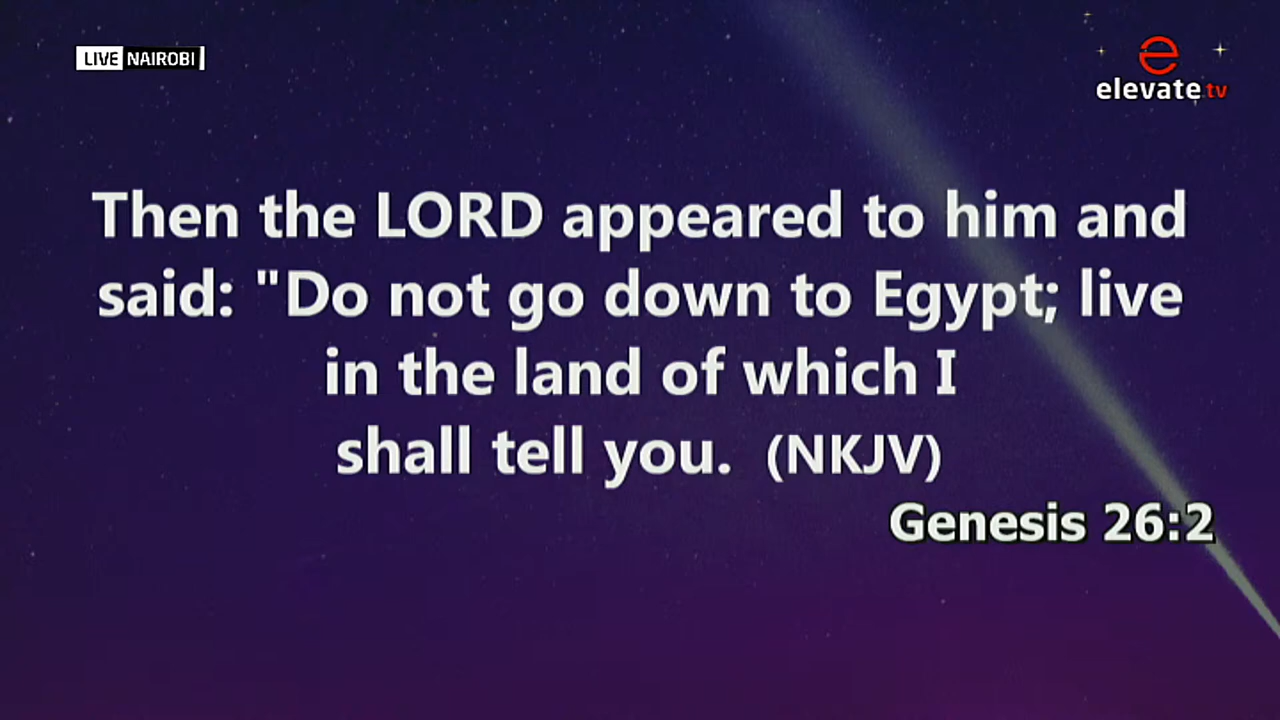 LIVE NAIROBI
elevate.tv
Then the LORD appeared to him and
said: "Do not go down to Egypt; live
in the land of which I
shall tell you.  (NKJV)
Genesis 26:2